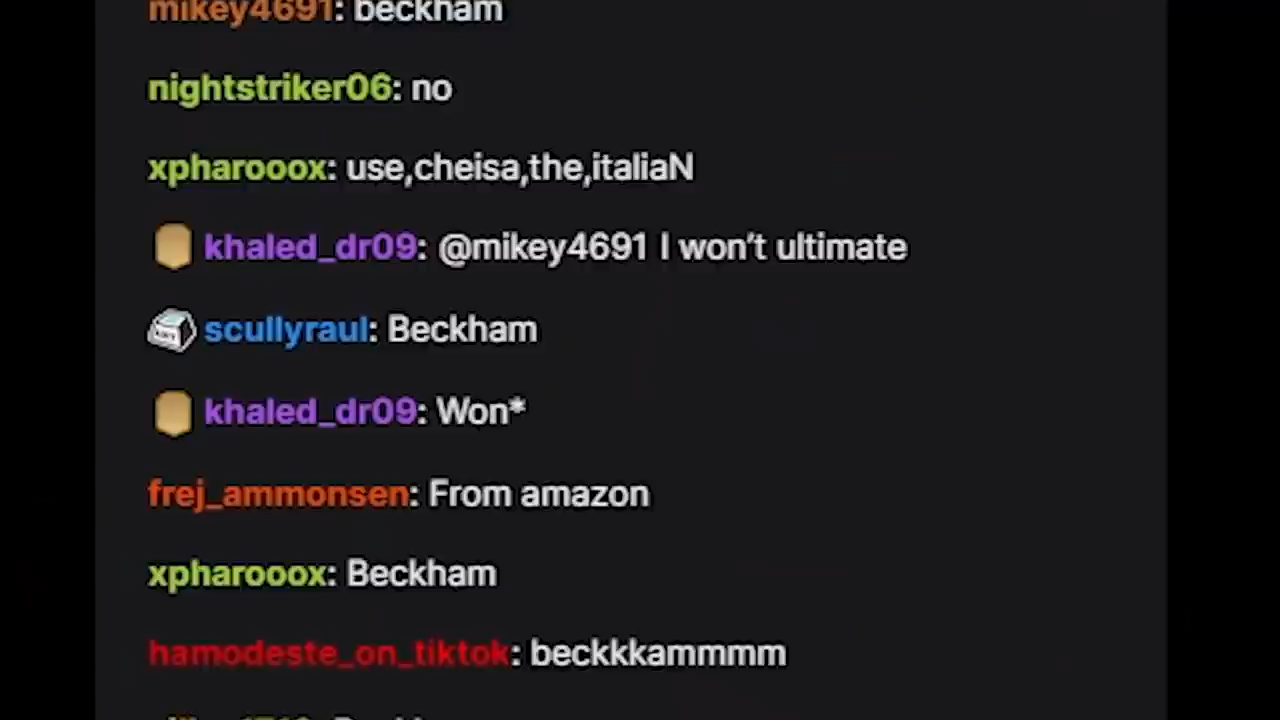 mikey4691: beckham
nightstriker06: no
xpharooox: use,cheisa,the,italiaN
khaled_dr09: @mikey4691 I won’t ultimate
scullyraul: Beckham
khaled_dr09: Won*
frej_ammonsen: From amazon
xpharooox: Beckham
hamodeste_on_tiktok: beckkkammmm